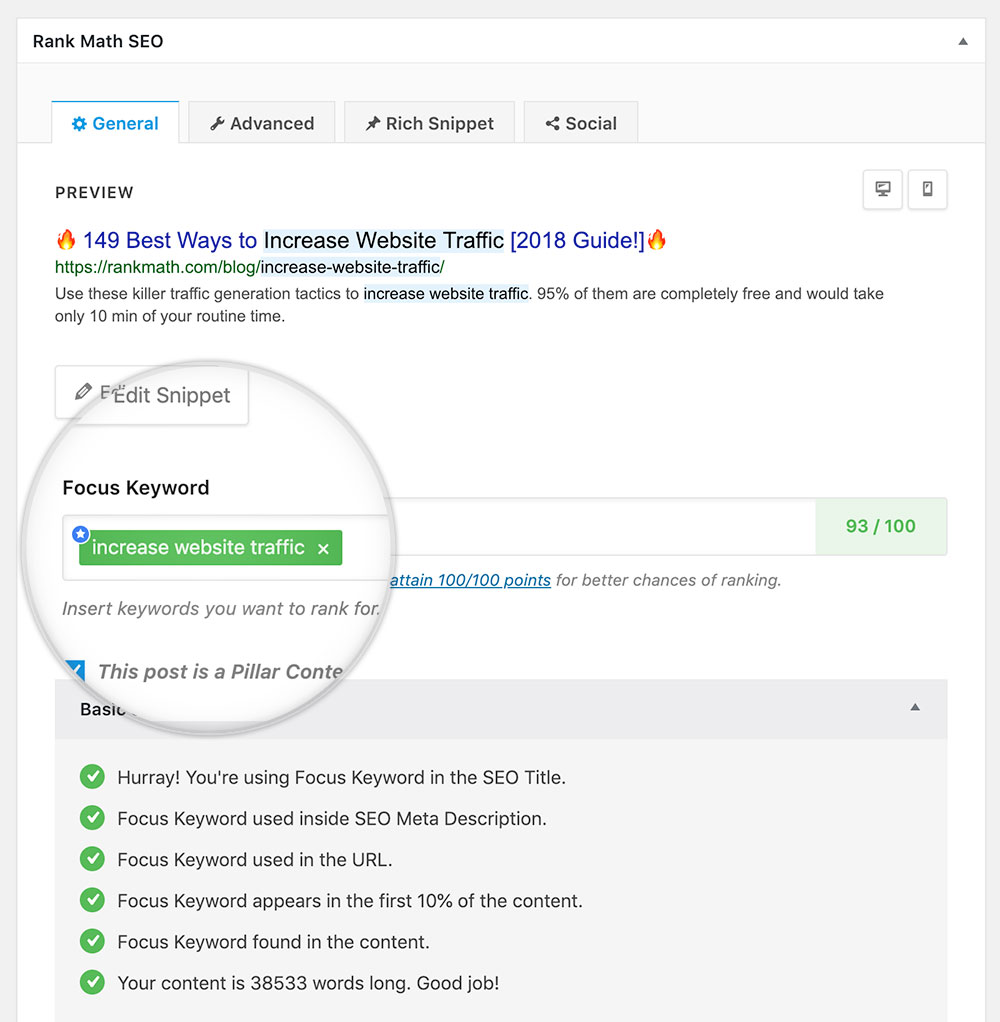 Rank Math SEO
General Advanced Rich Snippet Social
PREVIEW
🔥 149 Best Ways to Increase Website Traffic [2018 Guide!]🔥
https://rankmath.com/blog/increase-website-traffic/
Use these killer traffic generation tactics to increase website traffic. 95% of them are completely free and would take
only 10 min of your routine time.
Edit Snippet
Focus Keyword
increase website traffic ×
93 / 100
Insert keywords you want to rank for. attain 100/100 points for better chances of ranking.
This post is a Pillar Conte
Basic
Hurray! You're using Focus Keyword in the SEO Title.
Focus Keyword used inside SEO Meta Description.
Focus Keyword used in the URL.
Focus Keyword appears in the first 10% of the content.
Focus Keyword found in the content.
Your content is 38533 words long. Good job!